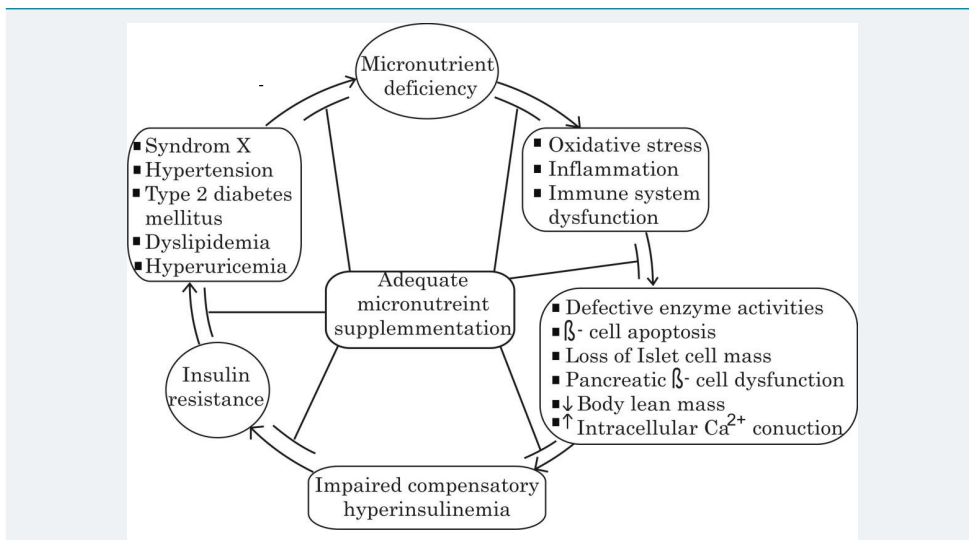 Micronutrient
deficiency
■ Syndrom X
■ Hypertension
■ Type 2 diabetes
mellitus
■ Dyslipidemia
■ Hyperuricemia
■ Oxidative stress
■ Inflammation
■ Immune system
dysfunction
Adequate
micronutreint
supplemmentation
■ Defective enzyme activities
■ ß- cell apoptosis
■ Loss of Islet cell mass
■ Pancreatic ß- cell dysfunction
■ ↓ Body lean mass
■ ↑ Intracellular Ca²⁺ conuction
Insulin
resistance
Impaired compensatory
hyperinsulinemia